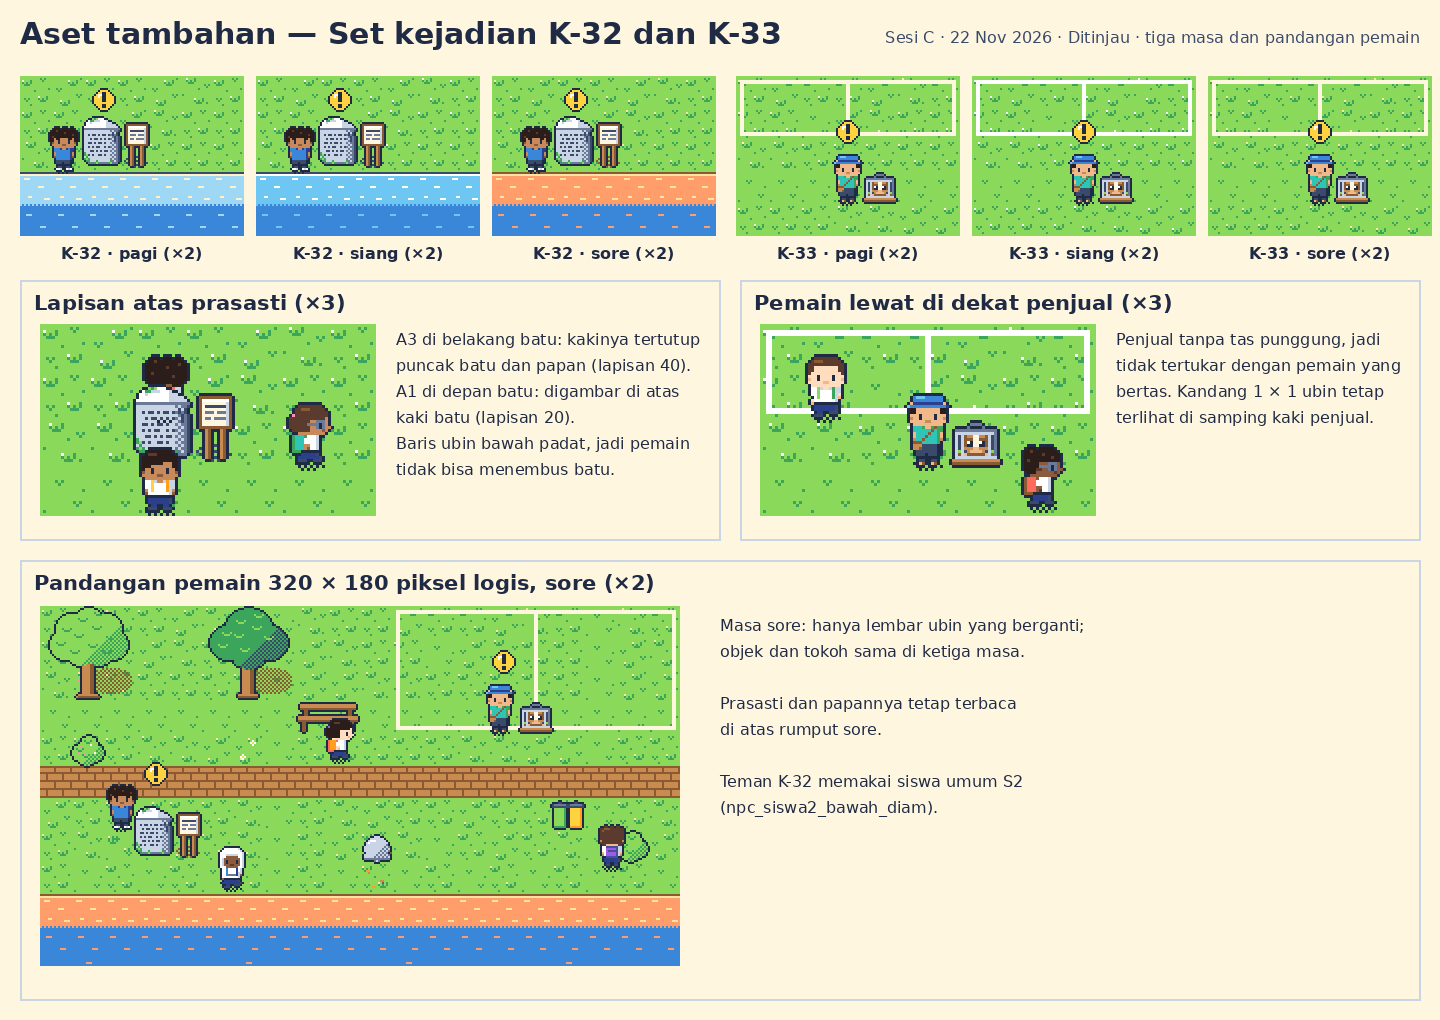 Aset tambahan — Set kejadian K-32 dan K-33
Sesi C · 22 Nov 2026 · Ditinjau · tiga masa dan pandangan pemain
K-32 · pagi (×2)
K-32 · siang (×2)
K-32 · sore (×2)
K-33 · pagi (×2)
K-33 · siang (×2)
K-33 · sore (×2)
Lapisan atas prasasti (×3)
A3 di belakang batu: kakinya tertutup
puncak batu dan papan (lapisan 40).
A1 di depan batu: digambar di atas
kaki batu (lapisan 20).
Baris ubin bawah padat, jadi pemain
tidak bisa menembus batu.
Pemain lewat di dekat penjual (×3)
Penjual tanpa tas punggung, jadi
tidak tertukar dengan pemain yang
bertas. Kandang 1 × 1 ubin tetap
terlihat di samping kaki penjual.
Pandangan pemain 320 × 180 piksel logis, sore (×2)
Masa sore: hanya lembar ubin yang berganti;
objek dan tokoh sama di ketiga masa.
Prasasti dan papannya tetap terbaca
di atas rumput sore.
Teman K-32 memakai siswa umum S2
(npc_siswa2_bawah_diam).